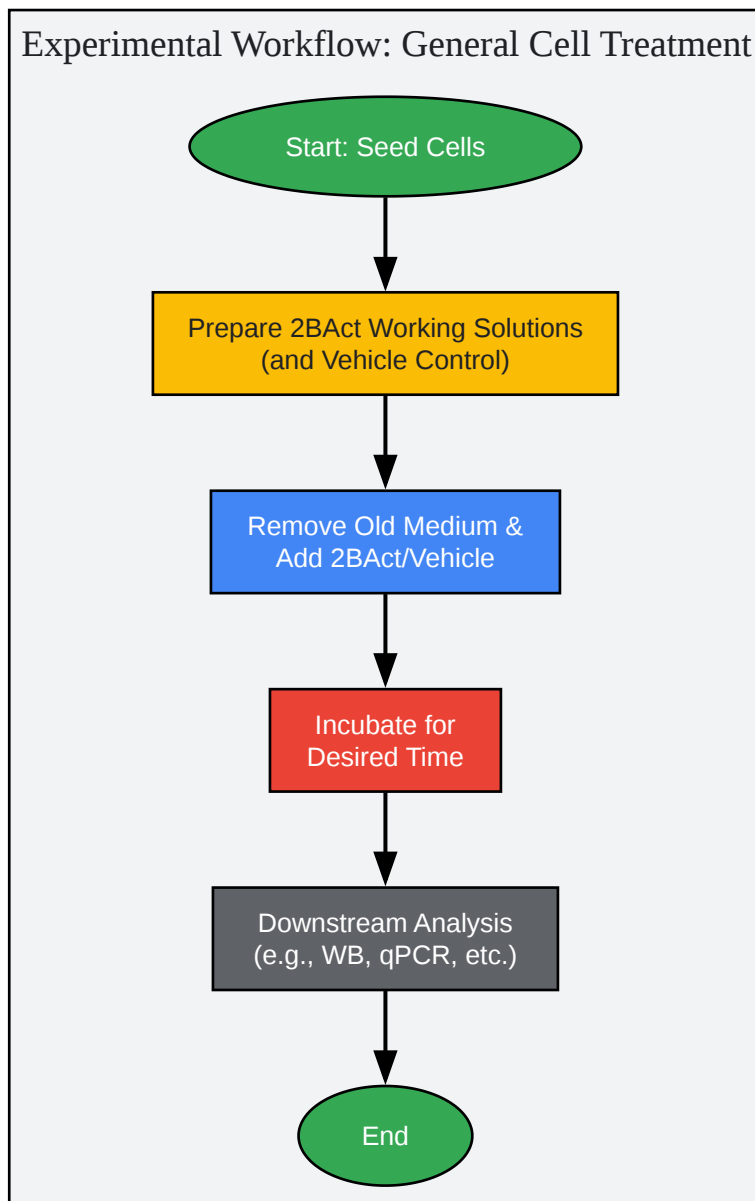 Experimental Workflow: General Cell Treatment
Start: Seed Cells
Prepare 2BAct Working Solutions
(and Vehicle Control)
Remove Old Medium &
Add 2BAct/Vehicle
Incubate for
Desired Time
Downstream Analysis
(e.g., WB, qPCR, etc.)
End